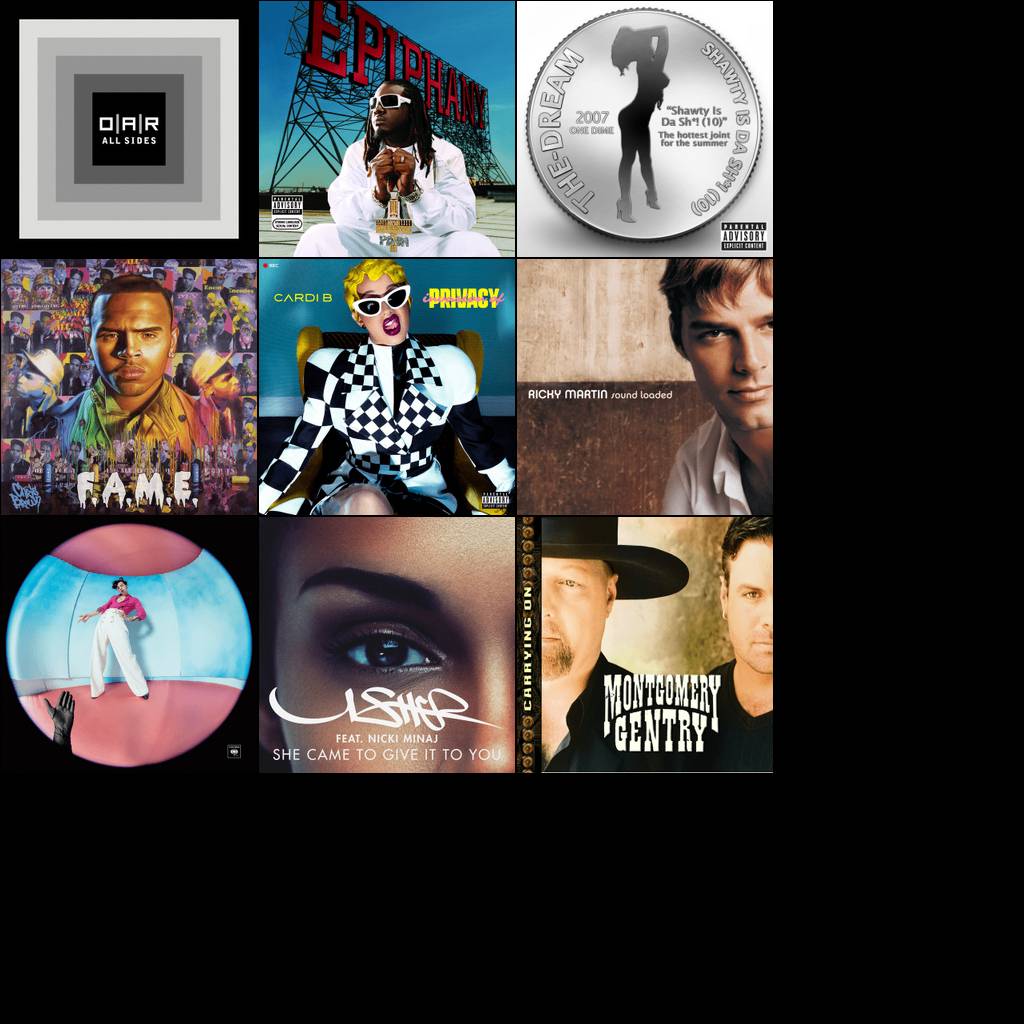 O|A|R
ALL SIDES
EPIPHANY
PARENTAL
ADVISORY
EXPLICIT CONTENT
THE-DREAM
SHAWTY IS DA SH*! (10)
2007
ONE DIME
"Shawty Is
Da Sh*! (10)"
The hottest joint
for the summer
PARENTAL
ADVISORY
EXPLICIT CONTENT
F.A.M.E.
REC
CARDI B
INVASION OF
PRIVACY
PARENTAL
ADVISORY
EXPLICIT CONTENT
RICKY MARTIN sound loaded
USHER
FEAT. NICKI MINAJ
SHE CAME TO GIVE IT TO YOU
CARRYING ON
MONTGOMERY
GENTRY